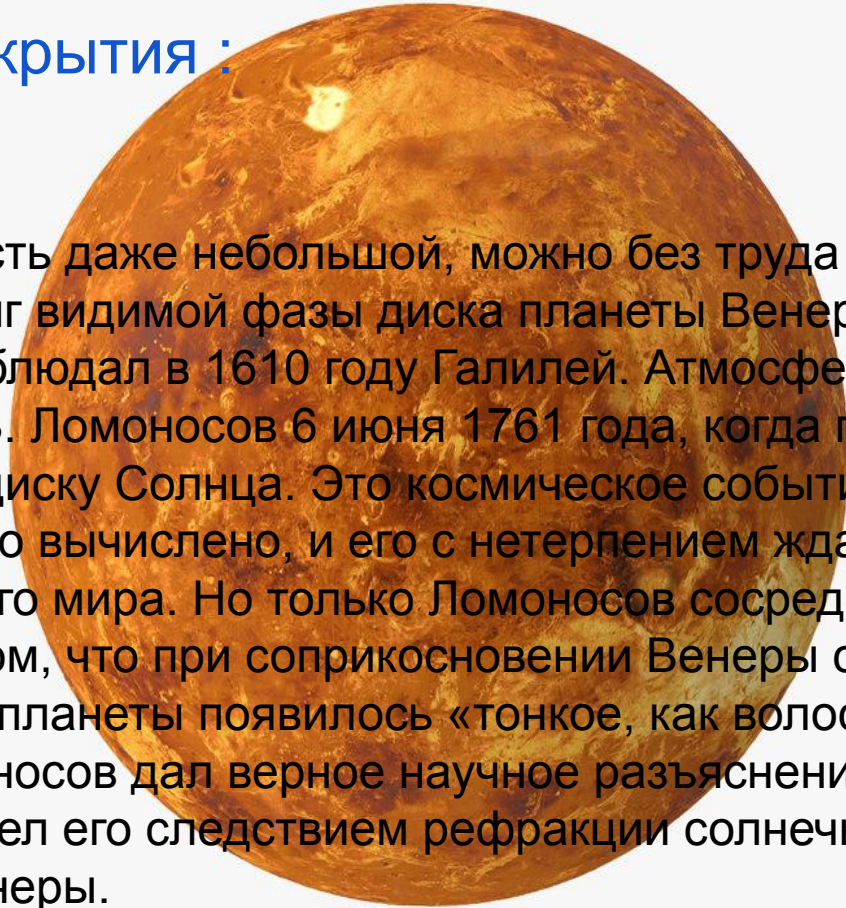 крытия :
сть даже небольшой, можно без труда
нг видимой фазы диска планеты Венер
блюдал в 1610 году Галилей. Атмосфе
. Ломоносов 6 июня 1761 года, когда п
диску Солнца. Это космическое событи
о вычислено, и его с нетерпением жда
го мира. Но только Ломоносов сосред
ом, что при соприкосновении Венеры с
планеты появилось «тонкое, как волос
носов дал верное научное разъяснени
ел его следствием рефракции солнечн
неры.